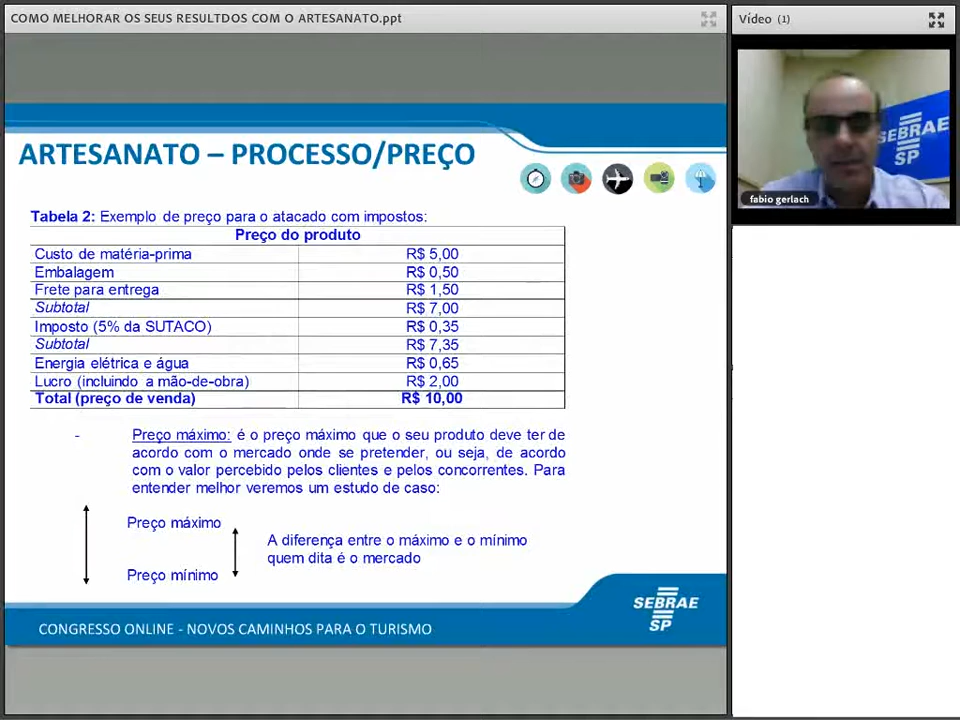 COMO MELHORAR OS SEUS RESULTDOS COM O ARTESANATO.ppt
Vídeo (1)
SEBRAE
SP
fabio gerlach
ARTESANATO – PROCESSO/PREÇO
Tabela 2: Exemplo de preço para o atacado com impostos:
Preço do produto
Custo de matéria-prima R$ 5,00
Embalagem R$ 0,50
Frete para entrega R$ 1,50
Subtotal R$ 7,00
Imposto (5% da SUTACO) R$ 0,35
Subtotal R$ 7,35
Energia elétrica e água R$ 0,65
Lucro (incluindo a mão-de-obra) R$ 2,00
Total (preço de venda) R$ 10,00
- Preço máximo: é o preço máximo que o seu produto deve ter de
acordo com o mercado onde se pretender, ou seja, de acordo
com o valor percebido pelos clientes e pelos concorrentes. Para
entender melhor veremos um estudo de caso:
Preço máximo
A diferença entre o máximo e o mínimo
quem dita é o mercado
Preço mínimo
SEBRAE
SP
CONGRESSO ONLINE - NOVOS CAMINHOS PARA O TURISMO